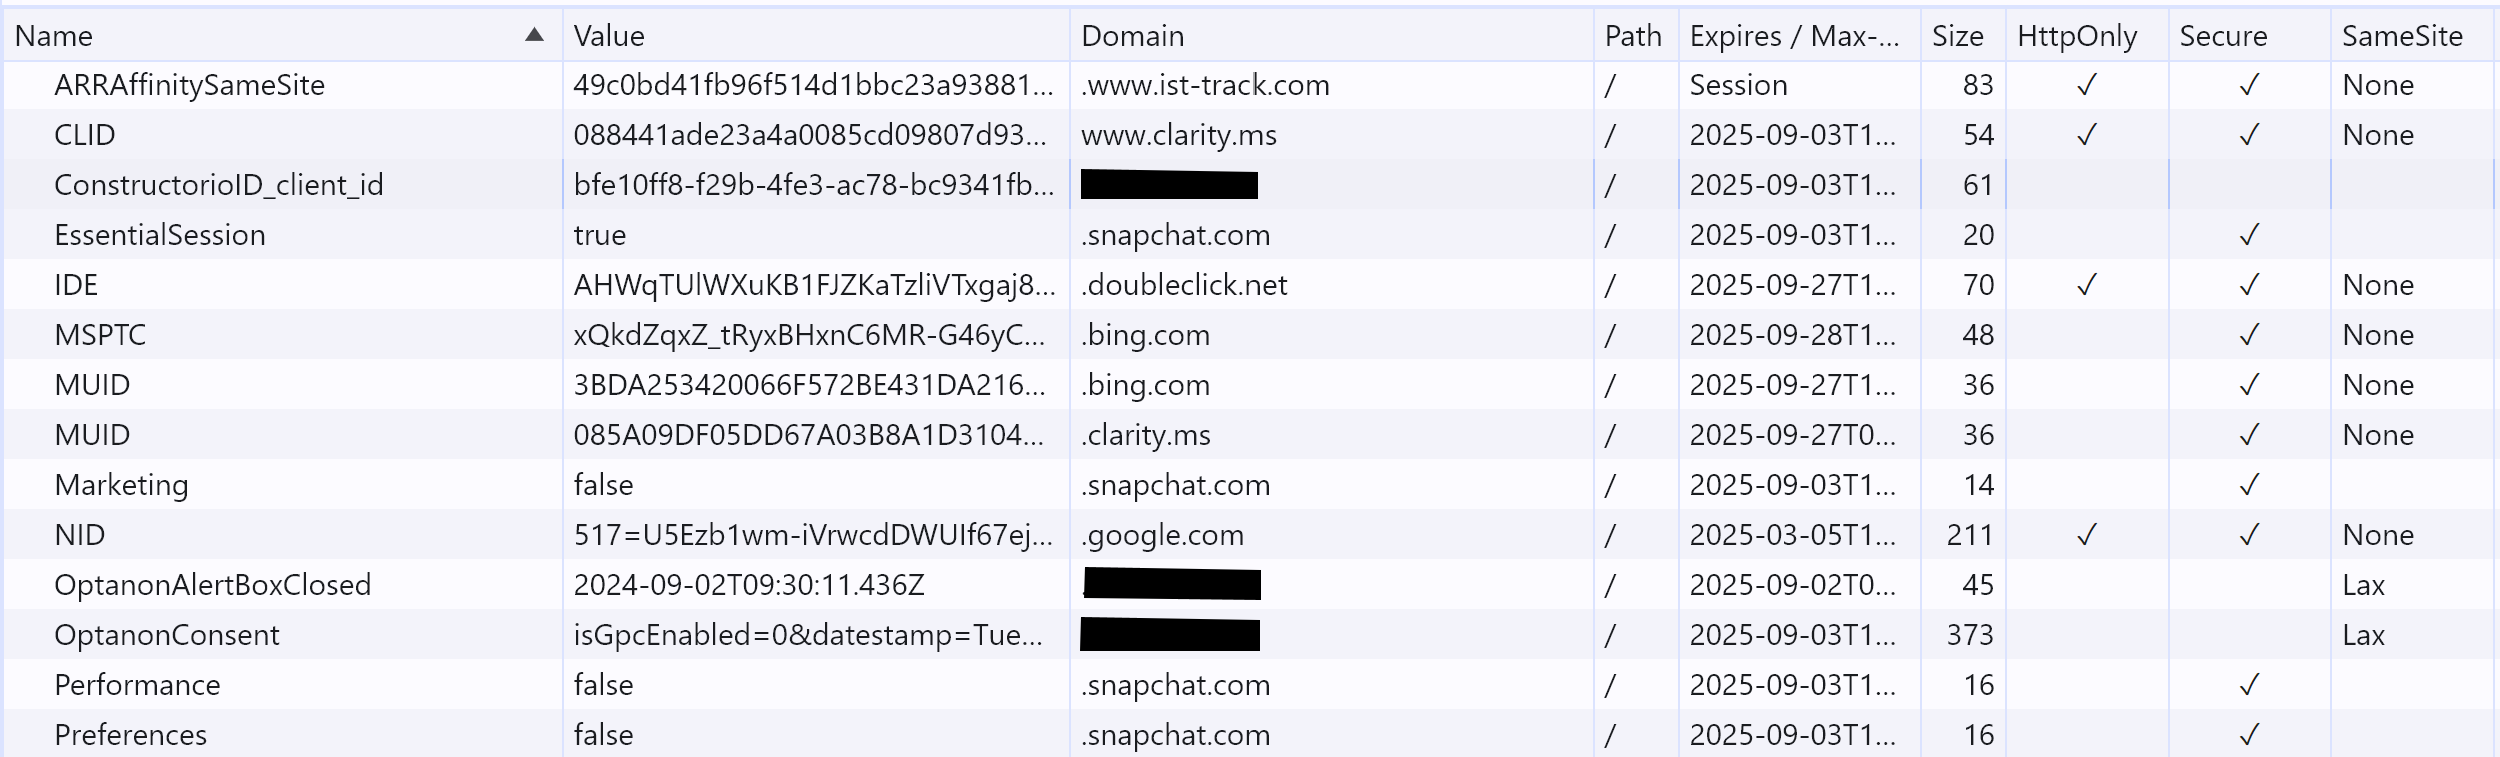 Name Value Domain Path Expires / Max-... Size HttpOnly Secure SameSite
ARRAffinitySameSite 49c0bd41fb96f514d1bbc23a93881... .www.ist-track.com / Session 83 ✓ ✓ None
CLID 088441ade23a4a0085cd09807d93... www.clarity.ms / 2025-09-03T1... 54 ✓ ✓ None
ConstructorioID_client_id bfe10ff8-f29b-4fe3-ac78-bc9341fb... / 2025-09-03T1... 61
EssentialSession true .snapchat.com / 2025-09-03T1... 20 ✓
IDE AHWqTUlWXuKB1FJZKaTzliVTxgaj8... .doubleclick.net / 2025-09-27T1... 70 ✓ ✓ None
MSPTC xQkdZqxZ_tRyxBHxnC6MR-G46yC... .bing.com / 2025-09-28T1... 48 ✓ None
MUID 3BDA253420066F572BE431DA216... .bing.com / 2025-09-27T1... 36 ✓ None
MUID 085A09DF05DD67A03B8A1D3104... .clarity.ms / 2025-09-27T0... 36 ✓ None
Marketing false .snapchat.com / 2025-09-03T1... 14 ✓
NID 517=U5Ezb1wm-iVrwcdDWUIf67ej... .google.com / 2025-03-05T1... 211 ✓ ✓ None
OptanonAlertBoxClosed 2024-09-02T09:30:11.436Z / 2025-09-02T0... 45 Lax
OptanonConsent isGpcEnabled=0&datestamp=Tue... / 2025-09-03T1... 373 Lax
Performance false .snapchat.com / 2025-09-03T1... 16 ✓
Preferences false .snapchat.com / 2025-09-03T1... 16 ✓